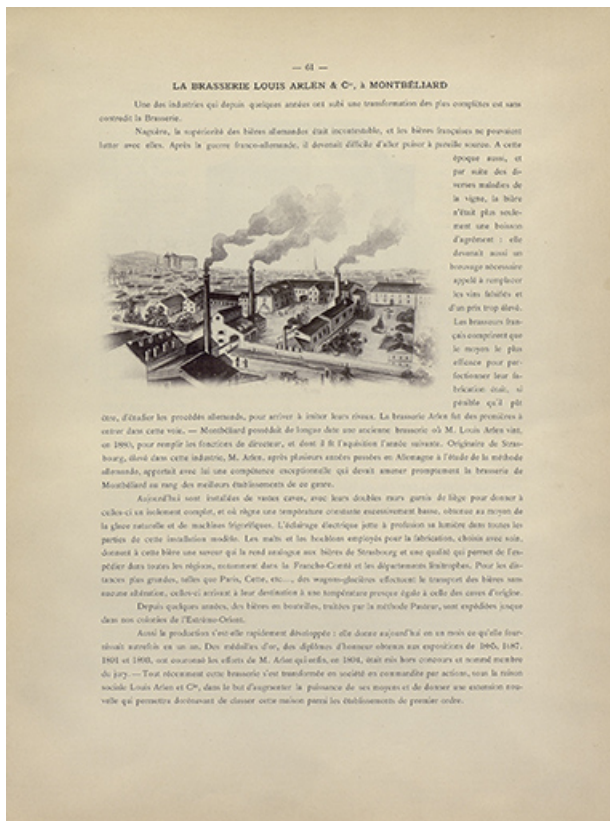 — 61 —
LA BRASSERIE LOUIS ARLEN & Cie, à MONTBÉLIARD
Une des industries qui depuis quelques années ont subi une transformation des plus complètes est sans
contredit la Brasserie.
Naguère, la supériorité des bières allemandes était incontestable, et les bières françaises ne pouvaient
lutter avec elles. Après la guerre franco-allemande, il devenait difficile d'aller puiser à pareille source. A cette
époque aussi, et
par suite des di-
verses maladies de
la vigne, la bière
n'était plus seule-
ment une boisson
d'agrément : elle
devenait aussi un
breuvage nécessaire
appelé à remplacer
les vins falsifiés et
d'un prix trop élevé.
Les brasseurs fran-
çais comprirent que
le moyen le plus
efficace pour per-
fectionner leur fa-
brication était, si
pénible qu'il pût
être, d'étudier les procédés allemands, pour arriver à imiter leurs rivaux. La brasserie Arlen fut des premières à
entrer dans cette voie. — Montbéliard possédait de longue date une ancienne brasserie où M. Louis Arlen vint,
en 1880, pour remplir les fonctions de directeur, et dont il fit l'aquisition l'année suivante. Originaire de Stras-
bourg, élevé dans cette industrie, M. Arlen, après plusieurs années passées en Allemagne à l'étude de la méthode
allemande, apportait avec lui une compétence exceptionnelle qui devait amener promptement la brasserie de
Montbéliard au rang des meilleurs établissements de ce genre.
Aujourd'hui sont installées de vastes caves, avec leurs doubles murs garnis de liège pour donner à
celles-ci un isolement complet, et où règne une température constante excessivement basse, obtenue au moyen de
la glace naturelle et de machines frigorifiques. L'éclairage électrique jette à profusion sa lumière dans toutes les
parties de cette installation modèle. Les malts et les houblons employés pour la fabrication, choisis avec soin,
donnent à cette bière une saveur qui la rend analogue aux bières de Strasbourg et une qualité qui permet de l'ex-
pédier dans toutes les régions, notamment dans la Franche-Comté et les départements limitrophes. Pour les dis-
tances plus grandes, telles que Paris, Cette, etc..., des wagons-glacières effectuent le transport des bières sans
aucune altération, celles-ci arrivant à leur destination à une température presque égale à celle des caves d'origine.
Depuis quelques années, des bières en bouteilles, traitées par la méthode Pasteur, sont expédiées jusque
dans nos colonies de l'Extrême-Orient.
Aussi la production s'est-elle rapidement développée : elle donne aujourd'hui en un mois ce qu'elle four-
nissait autrefois en un an. Des médailles d'or, des diplômes d'honneur obtenus aux expositions de 1885, 1887,
1891 et 1893, ont couronné les efforts de M. Arlen qui enfin, en 1894, était mis hors concours et nommé membre
du jury. — Tout récemment cette brasserie s'est transformée en société en commandite par actions, sous la raison
sociale Louis Arlen et Cie, dans le but d'augmenter la puissance de ses moyens et de donner une extension nou-
velle qui permettra dorénavant de classer cette maison parmi les établissements de premier ordre.